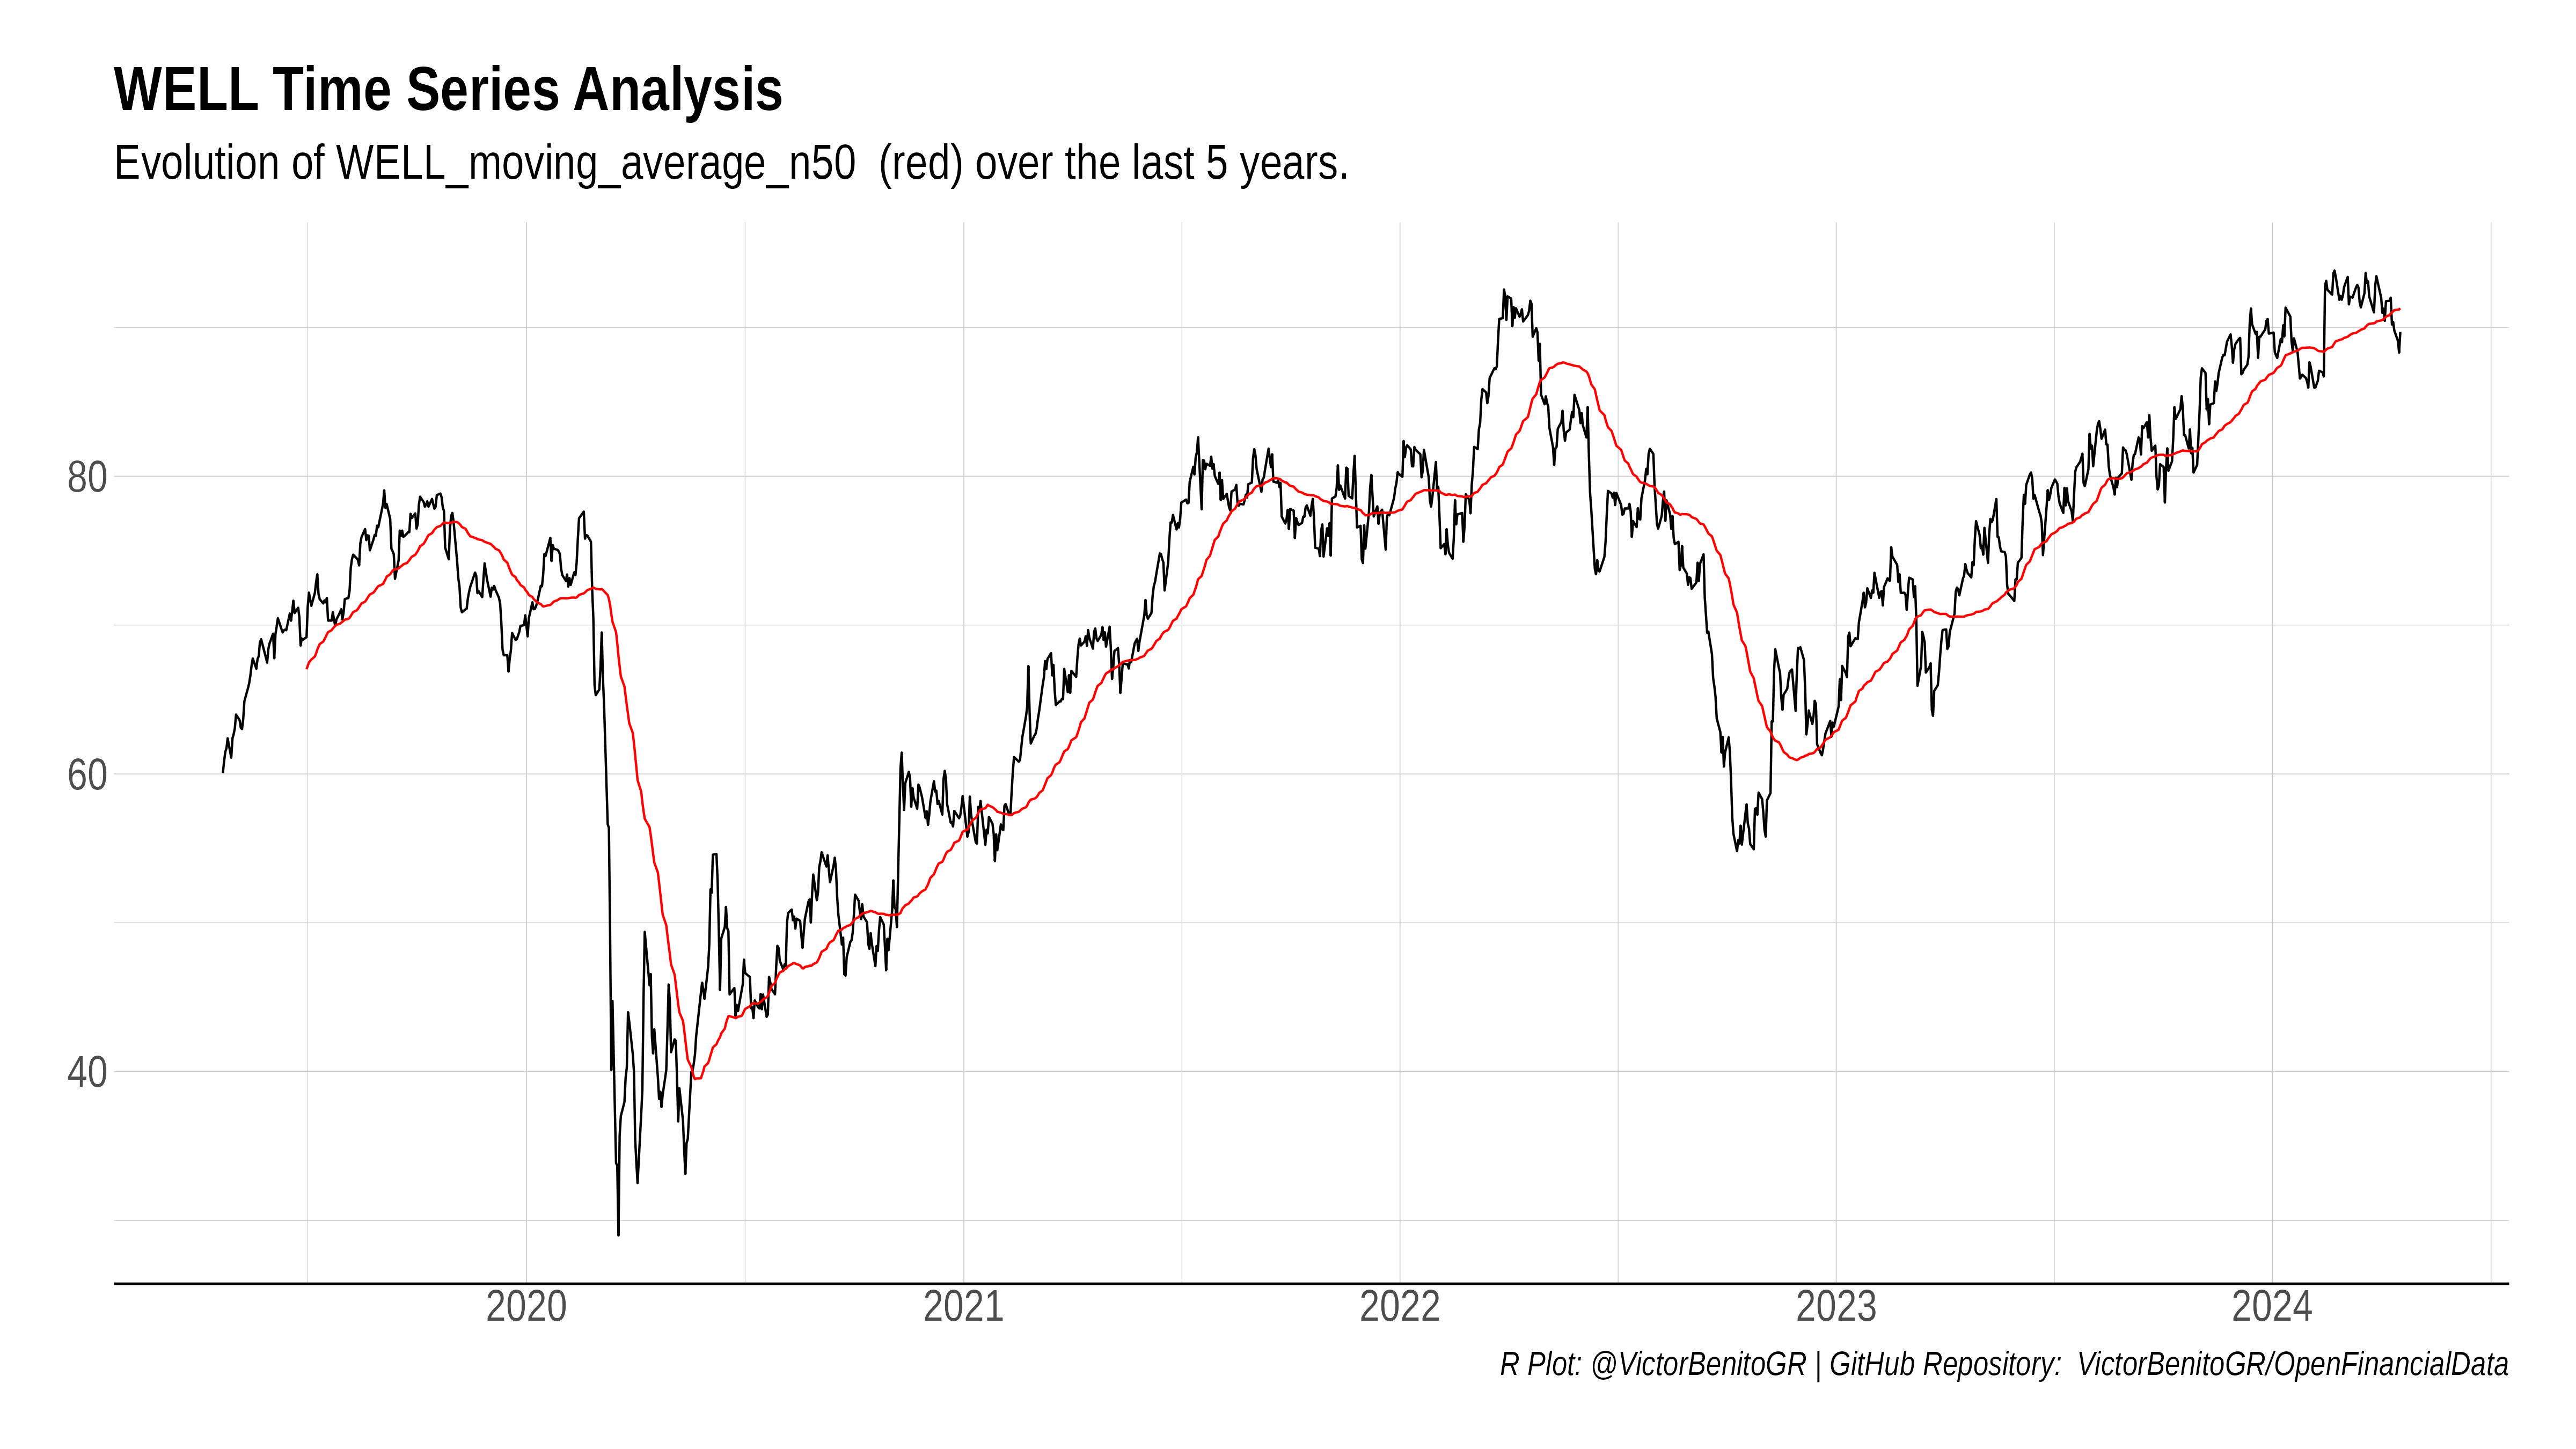 WELL Time Series Analysis
Evolution of WELL_moving_average_n50  (red) over the last 5 years.
80
60
40
2020 2021 2022 2023 2024
R Plot: @VictorBenitoGR | GitHub Repository:  VictorBenitoGR/OpenFinancialData